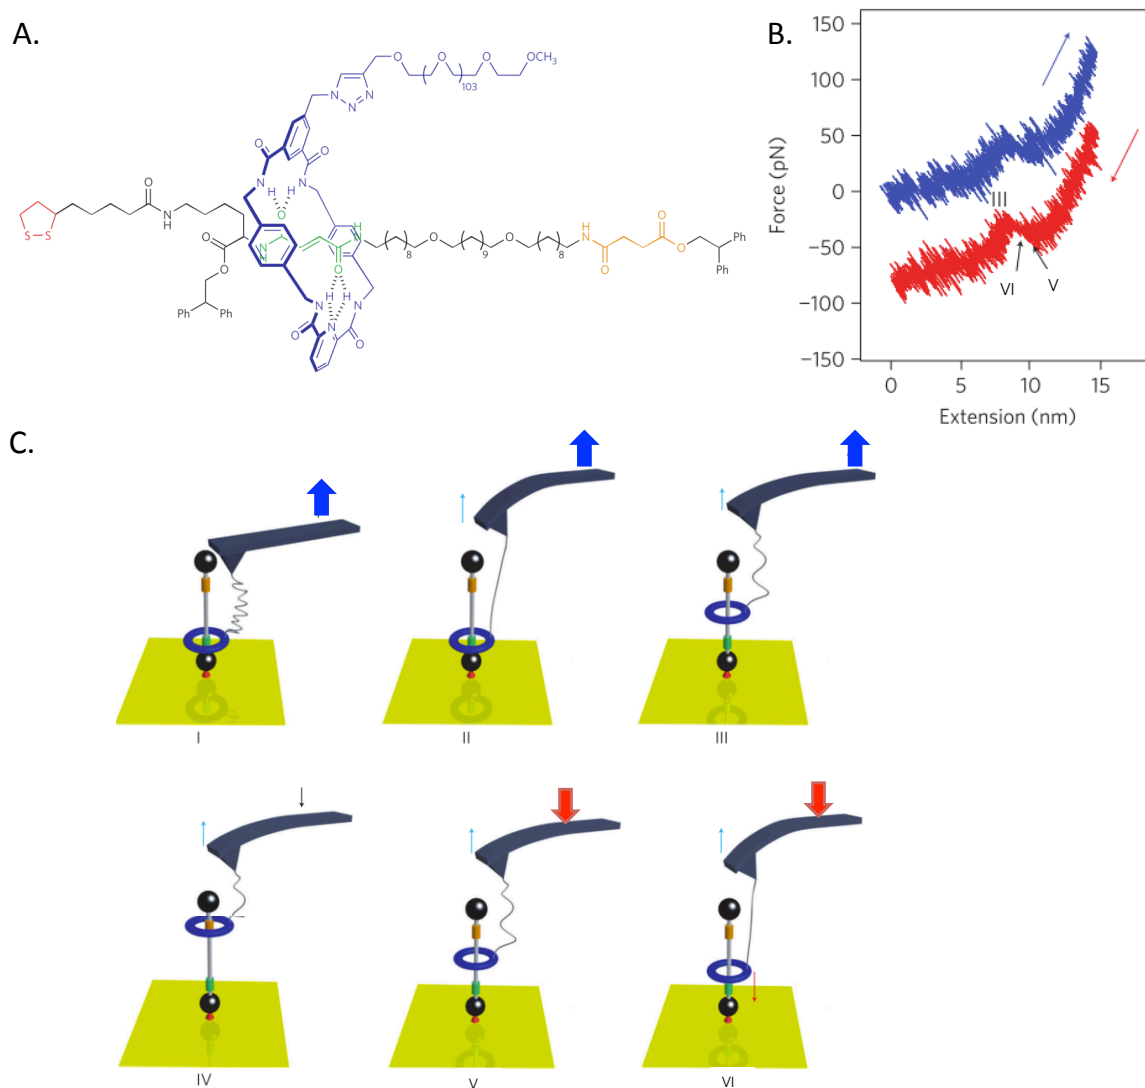 A.
B.
O
O
O
O
OCH₃
103
N
N
N
O
O
N
H
H
N
O
N
H
O
O
S
S
O
N
H
O
H
N
O
N
H
8
O
9
O
8
H
N
O
O
O
Ph
Ph
Ph
Ph
H
H
N
N
N
O
O
150
100
50
0
−50
−100
−150
Force (pN)
III
VI
V
0
5
10
15
Extension (nm)
C.
I
II
III
IV
V
VI